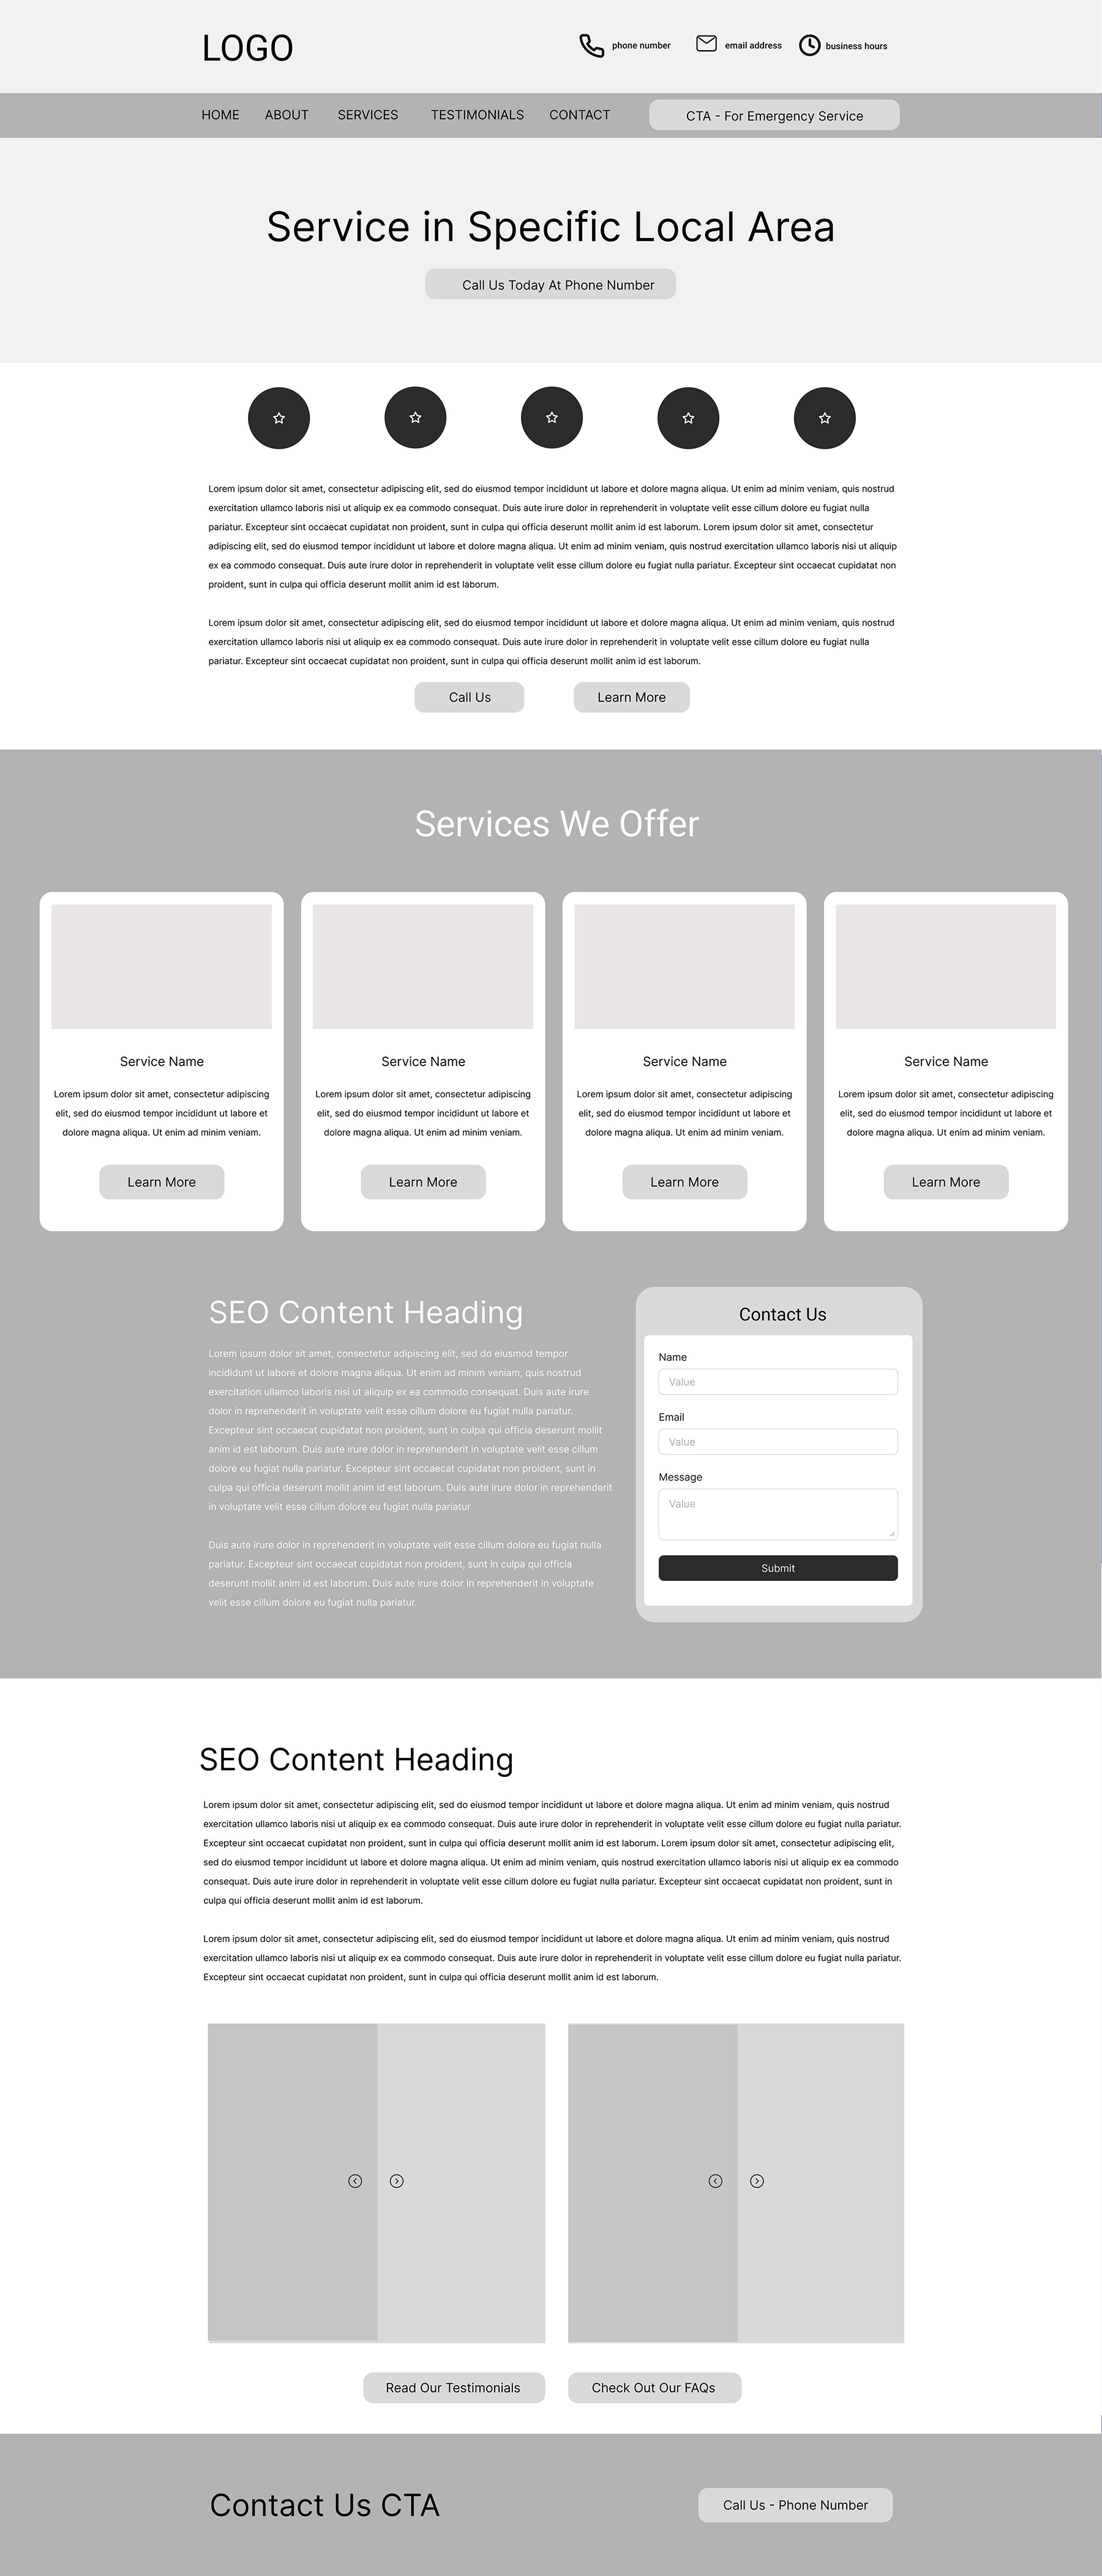 LOGO
phone number
email address
business hours
HOME
ABOUT
SERVICES
TESTIMONIALS
CONTACT
CTA - For Emergency Service
Service in Specific Local Area
Call Us Today At Phone Number
Lorem ipsum dolor sit amet, consectetur adipiscing elit, sed do eiusmod tempor incididunt ut labore et dolore magna aliqua. Ut enim ad minim veniam, quis nostrud
exercitation ullamco laboris nisi ut aliquip ex ea commodo consequat. Duis aute irure dolor in reprehenderit in voluptate velit esse cillum dolore eu fugiat nulla
pariatur. Excepteur sint occaecat cupidatat non proident, sunt in culpa qui officia deserunt mollit anim id est laborum. Lorem ipsum dolor sit amet, consectetur
adipiscing elit, sed do eiusmod tempor incididunt ut labore et dolore magna aliqua. Ut enim ad minim veniam, quis nostrud exercitation ullamco laboris nisi ut aliquip
ex ea commodo consequat. Duis aute irure dolor in reprehenderit in voluptate velit esse cillum dolore eu fugiat nulla pariatur. Excepteur sint occaecat cupidatat non
proident, sunt in culpa qui officia deserunt mollit anim id est laborum.
Lorem ipsum dolor sit amet, consectetur adipiscing elit, sed do eiusmod tempor incididunt ut labore et dolore magna aliqua. Ut enim ad minim veniam, quis nostrud
exercitation ullamco laboris nisi ut aliquip ex ea commodo consequat. Duis aute irure dolor in reprehenderit in voluptate velit esse cillum dolore eu fugiat nulla
pariatur. Excepteur sint occaecat cupidatat non proident, sunt in culpa qui officia deserunt mollit anim id est laborum.
Call Us
Learn More
Services We Offer
Service Name
Lorem ipsum dolor sit amet, consectetur adipiscing
elit, sed do eiusmod tempor incididunt ut labore et
dolore magna aliqua. Ut enim ad minim veniam.
Learn More
Service Name
Lorem ipsum dolor sit amet, consectetur adipiscing
elit, sed do eiusmod tempor incididunt ut labore et
dolore magna aliqua. Ut enim ad minim veniam.
Learn More
Service Name
Lorem ipsum dolor sit amet, consectetur adipiscing
elit, sed do eiusmod tempor incididunt ut labore et
dolore magna aliqua. Ut enim ad minim veniam.
Learn More
Service Name
Lorem ipsum dolor sit amet, consectetur adipiscing
elit, sed do eiusmod tempor incididunt ut labore et
dolore magna aliqua. Ut enim ad minim veniam.
Learn More
SEO Content Heading
Lorem ipsum dolor sit amet, consectetur adipiscing elit, sed do eiusmod tempor
incididunt ut labore et dolore magna aliqua. Ut enim ad minim veniam, quis nostrud
exercitation ullamco laboris nisi ut aliquip ex ea commodo consequat. Duis aute irure
dolor in reprehenderit in voluptate velit esse cillum dolore eu fugiat nulla pariatur.
Excepteur sint occaecat cupidatat non proident, sunt in culpa qui officia deserunt mollit
anim id est laborum. Duis aute irure dolor in reprehenderit in voluptate velit esse cillum
dolore eu fugiat nulla pariatur. Excepteur sint occaecat cupidatat non proident, sunt in
culpa qui officia deserunt mollit anim id est laborum. Duis aute irure dolor in reprehenderit
in voluptate velit esse cillum dolore eu fugiat nulla pariatur
Duis aute irure dolor in reprehenderit in voluptate velit esse cillum dolore eu fugiat nulla
pariatur. Excepteur sint occaecat cupidatat non proident, sunt in culpa qui officia
deserunt mollit anim id est laborum. Duis aute irure dolor in reprehenderit in voluptate
velit esse cillum dolore eu fugiat nulla pariatur.
Contact Us
Name
Value
Email
Value
Message
Value
Submit
SEO Content Heading
Lorem ipsum dolor sit amet, consectetur adipiscing elit, sed do eiusmod tempor incididunt ut labore et dolore magna aliqua. Ut enim ad minim veniam, quis nostrud
exercitation ullamco laboris nisi ut aliquip ex ea commodo consequat. Duis aute irure dolor in reprehenderit in voluptate velit esse cillum dolore eu fugiat nulla pariatur.
Excepteur sint occaecat cupidatat non proident, sunt in culpa qui officia deserunt mollit anim id est laborum. Lorem ipsum dolor sit amet, consectetur adipiscing elit,
sed do eiusmod tempor incididunt ut labore et dolore magna aliqua. Ut enim ad minim veniam, quis nostrud exercitation ullamco laboris nisi ut aliquip ex ea commodo
consequat. Duis aute irure dolor in reprehenderit in voluptate velit esse cillum dolore eu fugiat nulla pariatur. Excepteur sint occaecat cupidatat non proident, sunt in
culpa qui officia deserunt mollit anim id est laborum.
Lorem ipsum dolor sit amet, consectetur adipiscing elit, sed do eiusmod tempor incididunt ut labore et dolore magna aliqua. Ut enim ad minim veniam, quis nostrud
exercitation ullamco laboris nisi ut aliquip ex ea commodo consequat. Duis aute irure dolor in reprehenderit in voluptate velit esse cillum dolore eu fugiat nulla pariatur.
Excepteur sint occaecat cupidatat non proident, sunt in culpa qui officia deserunt mollit anim id est laborum.
Read Our Testimonials
Check Out Our FAQs
Contact Us CTA
Call Us - Phone Number